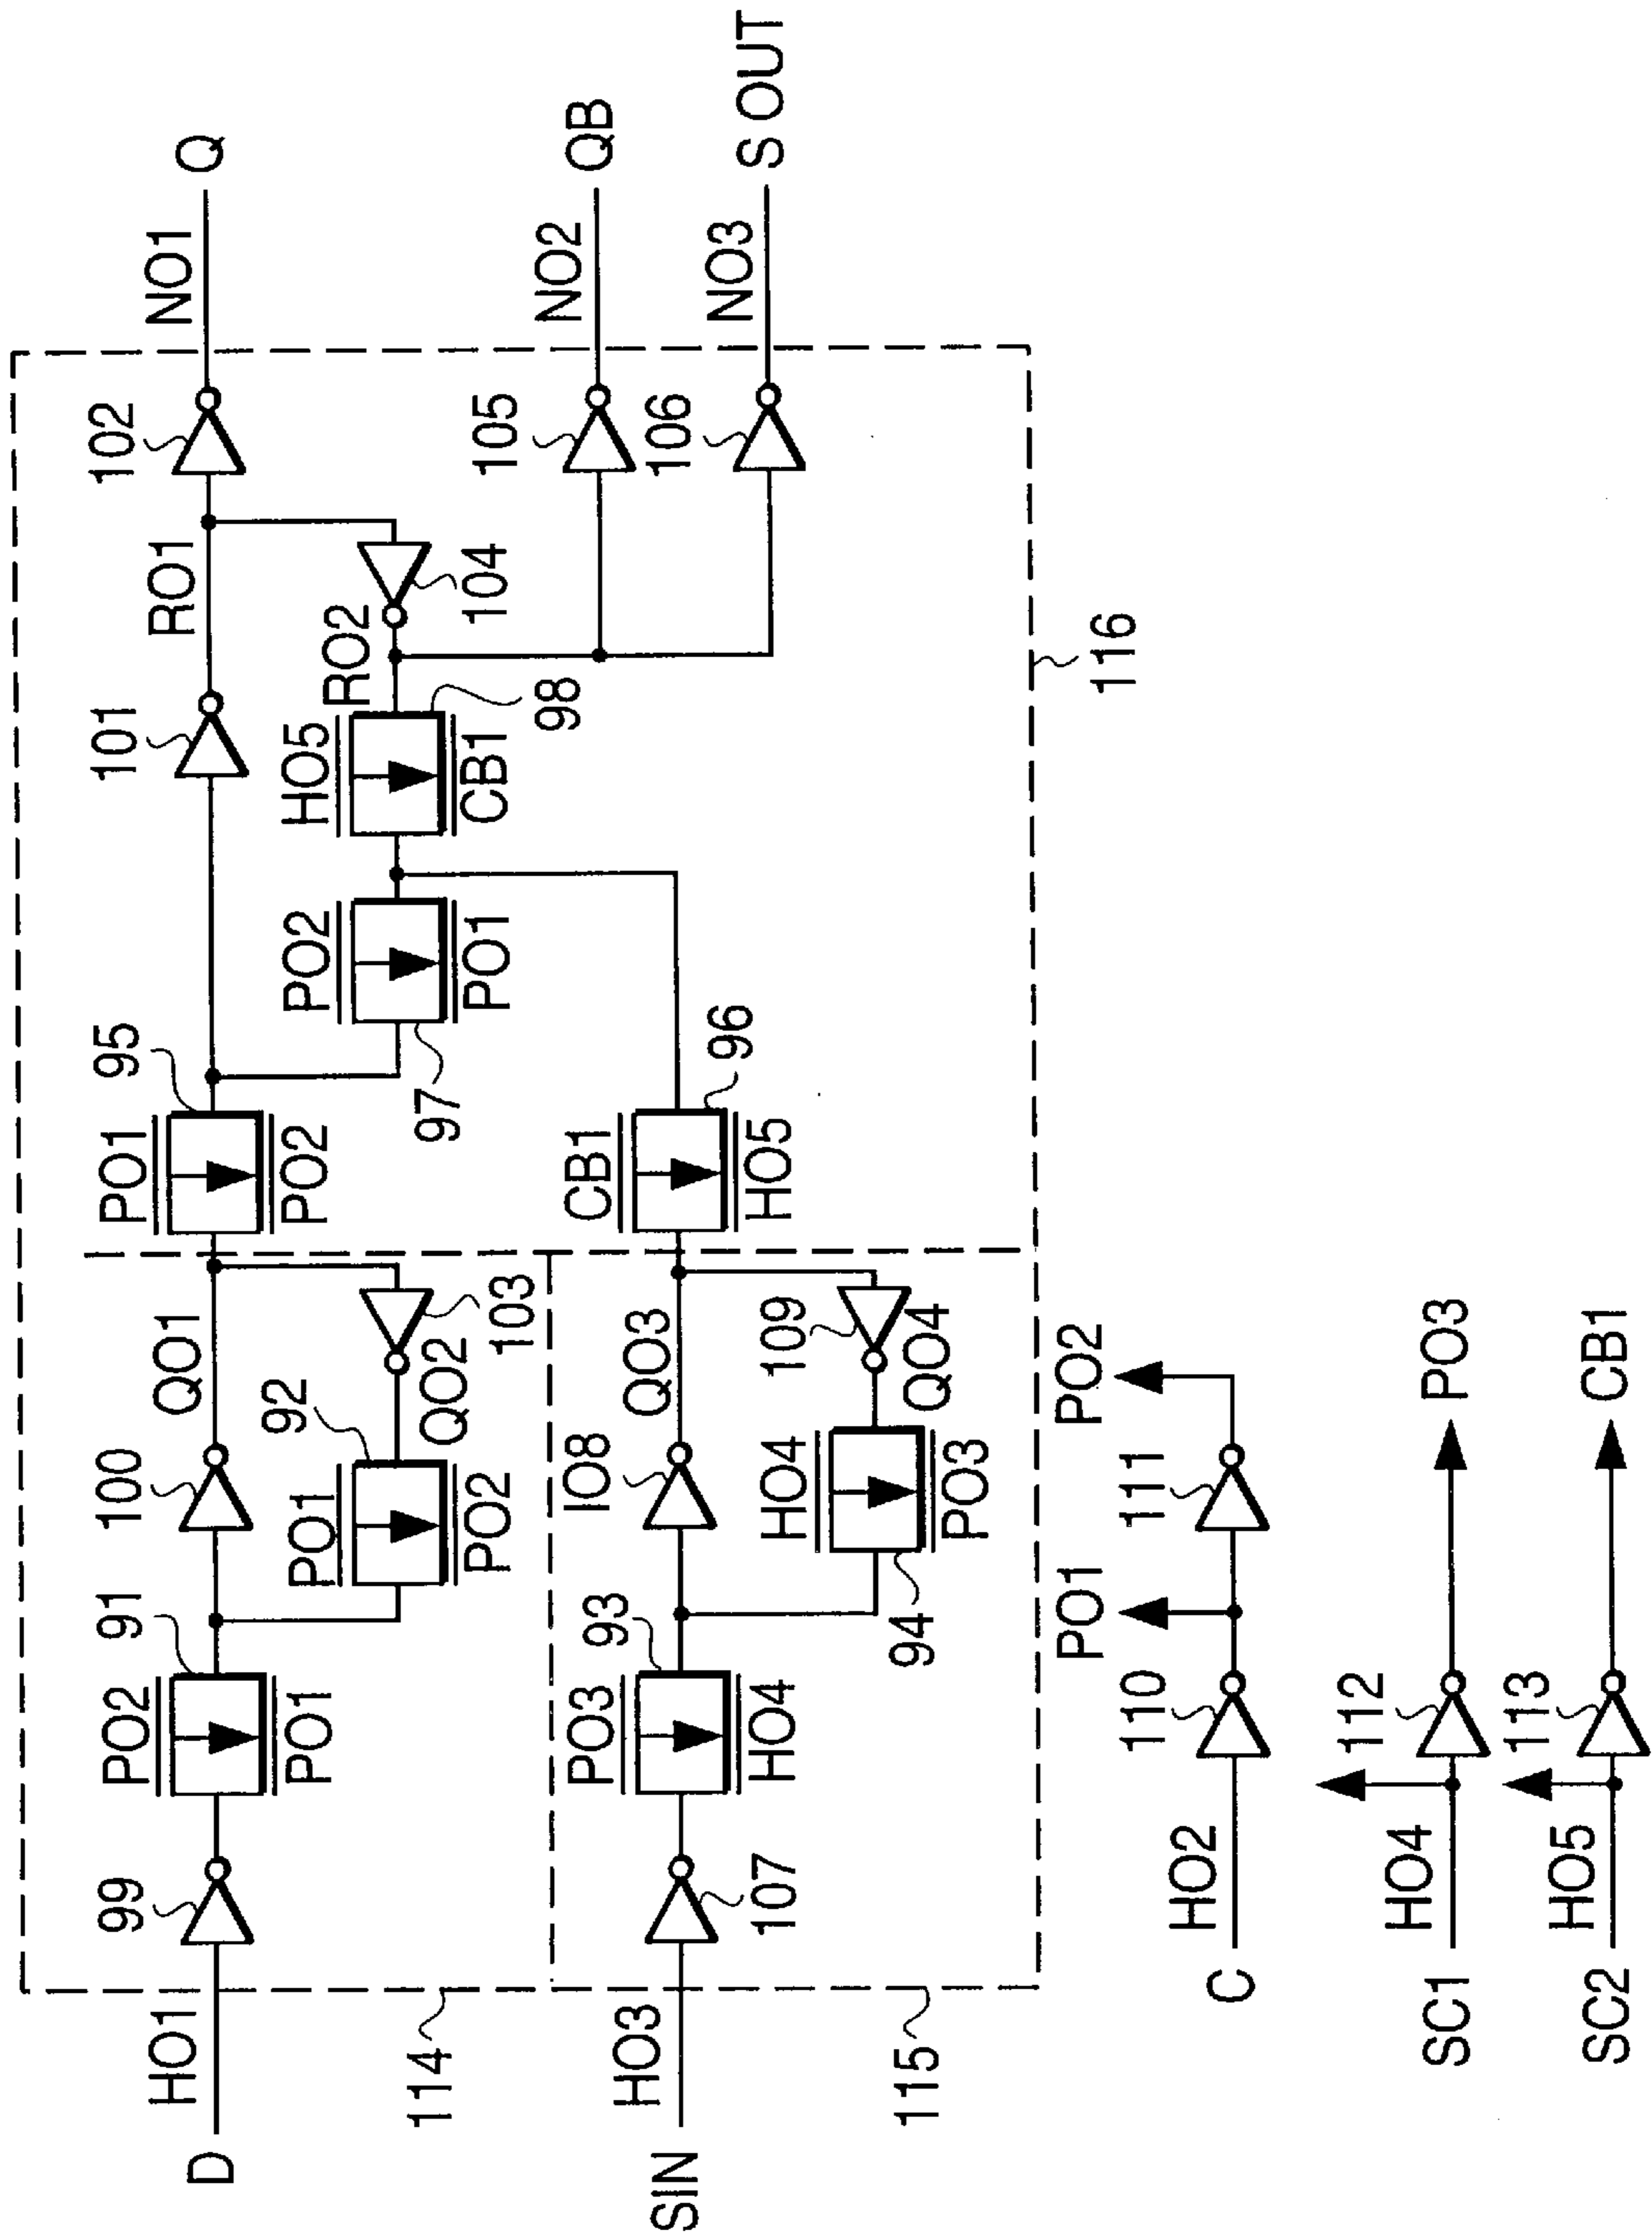 D
HO1
99
PO2
91
PO1
100
QO1
PO1
92
PO2
QO2
103
PO1
95
PO2
101
RO1
102
NO1
Q
PO2
97
PO1
HO5
98
CB1
RO2
104
105
NO2
QB
106
NO3
S OUT
114
SIN
HO3
107
PO3
93
HO4
IO8
QO3
HO4
94
PO3
QO4
109
CB1
96
HO5
115
116
C
HO2
110
PO1
111
PO2
SC1
HO4
112
PO3
SC2
HO5
113
CB1